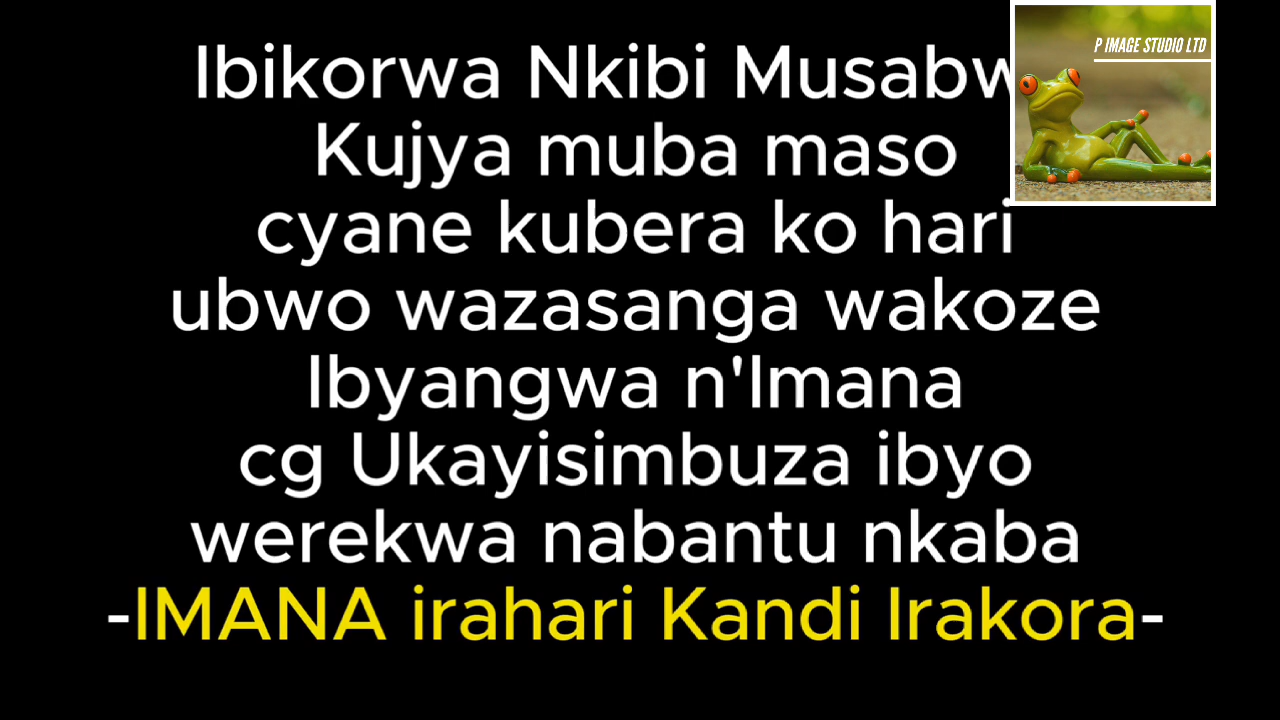 Ibikorwa Nkibi
Kujya muba maso
cyane kubera ko hari
ubwo wazasanga wakoze
Ibyangwa n'Imana
cg Ukayisimbuza ibyo
werekwa nabantu nkaba
-IMANA irahari Kandi Irakora-
P IMAGE STUDIO LTD